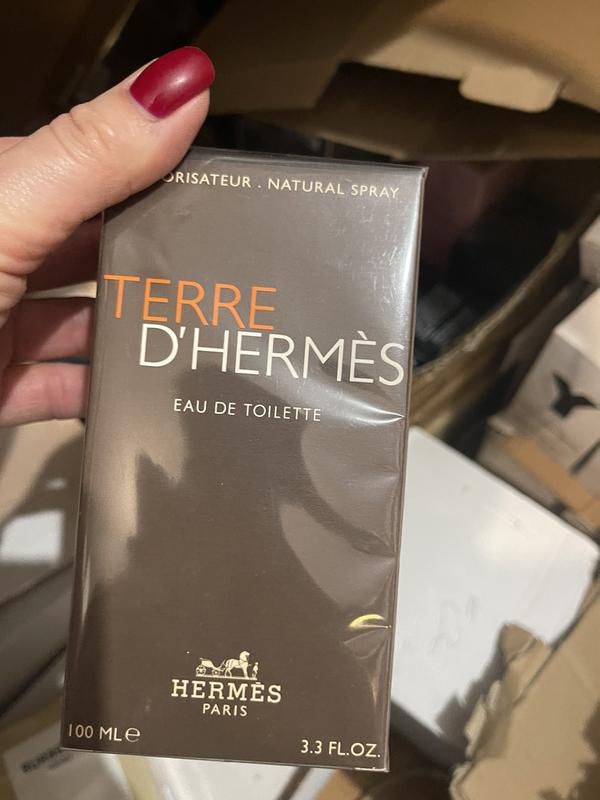 ORISATEUR . NATURAL SPRAY
TERRE
D'HERMÈS
EAU DE TOILETTE
HERMÈS
PARIS
100 ML℮
3.3 FL.OZ.